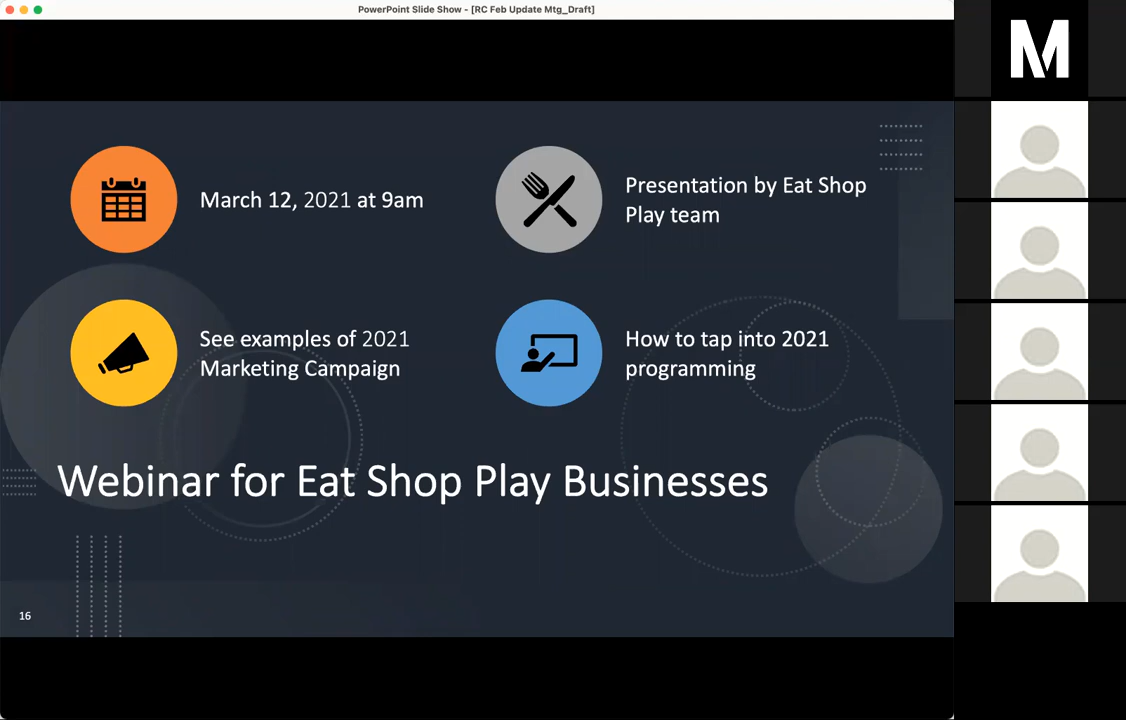 PowerPoint Slide Show - [RC Feb Update Mtg_Draft]
M
March 12, 2021 at 9am
Presentation by Eat Shop
Play team
See examples of 2021
Marketing Campaign
How to tap into 2021
programming
Webinar for Eat Shop Play Businesses
16